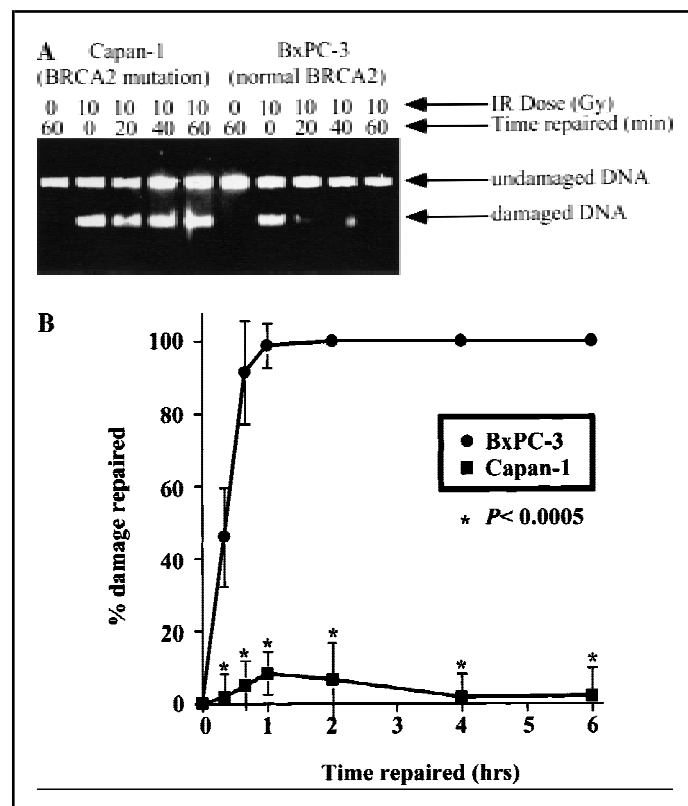 A Capan-1 BxPC-3
(BRCA2 mutation) (normal BRCA2)
0 10 10 10 10 0 10 10 10 10 IR Dose (Gy)
60 0 20 40 60 60 0 20 40 60 Time repaired (min)
undamaged DNA
damaged DNA
B
100
80
60
40
20
0
% damage repaired
BxPC-3
Capan-1
* P< 0.0005
* * * * * *
0 1 2 3 4 5 6
Time repaired (hrs)